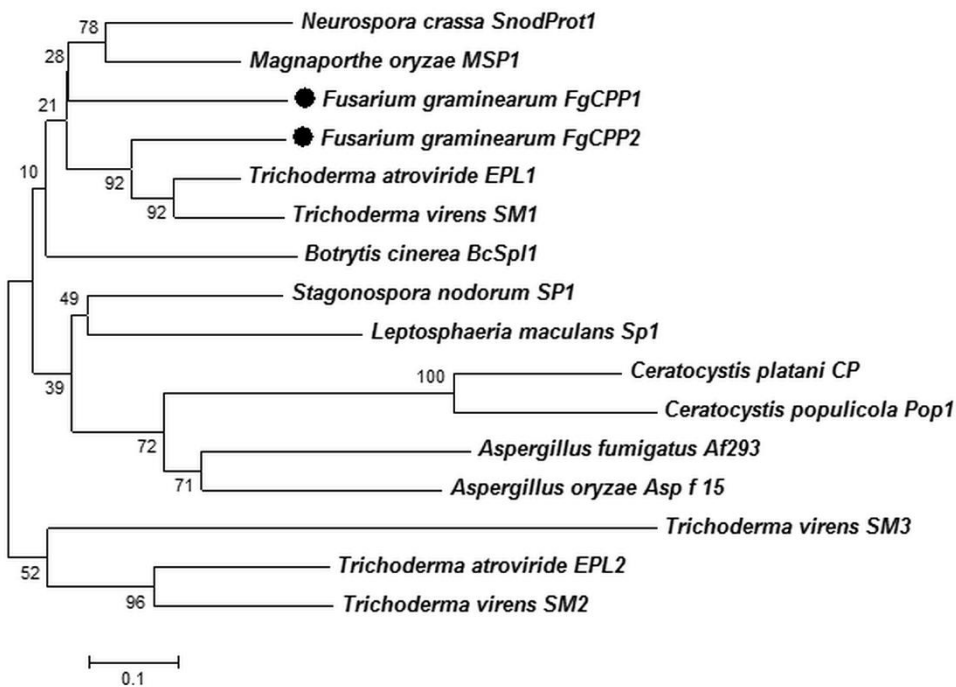 78
Neurospora crassa SnodProt1
28
Magnaporthe oryzae MSP1
Fusarium graminearum FgCPP1
21
Fusarium graminearum FgCPP2
10
92
Trichoderma atroviride EPL1
92
Trichoderma virens SM1
Botrytis cinerea BcSpl1
49
Stagonospora nodorum SP1
Leptosphaeria maculans Sp1
39
100
Ceratocystis platani CP
Ceratocystis populicola Pop1
72
Aspergillus fumigatus Af293
71
Aspergillus oryzae Asp f 15
Trichoderma virens SM3
52
Trichoderma atroviride EPL2
96
Trichoderma virens SM2
0.1